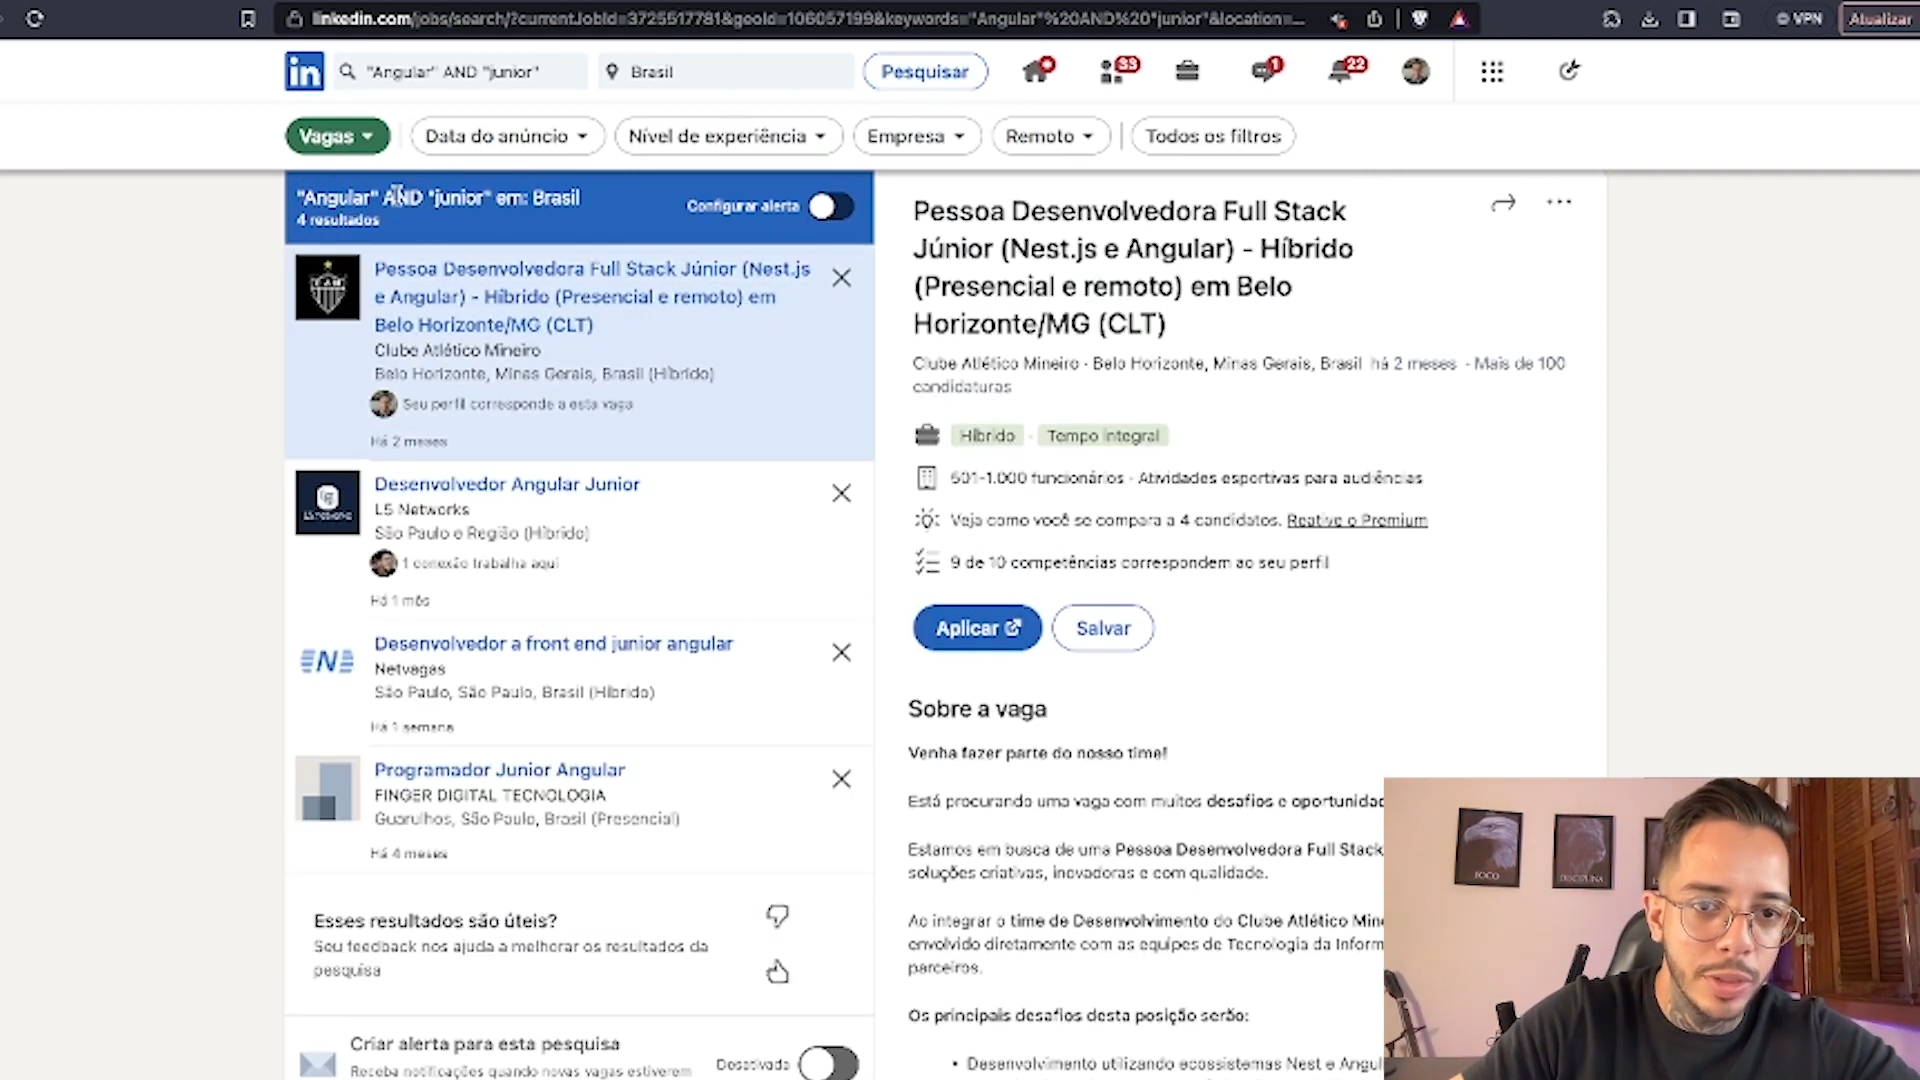 linkedin.com/jobs/search/?currentJobId=3725517781&geoId=106057199&keywords="Angular"%20AND%20"junior"&location=...
VPN
Atualizar
in
"Angular" AND "junior"
Brasil
Pesquisar
33
1
22
Vagas
Data do anúncio
Nível de experiência
Empresa
Remoto
Todos os filtros
"Angular" AND "junior" em: Brasil
4 resultados
Configurar alerta
Pessoa Desenvolvedora Full Stack Júnior (Nest.js
e Angular) - Híbrido (Presencial e remoto) em
Belo Horizonte/MG (CLT)
Clube Atlético Mineiro
Belo Horizonte, Minas Gerais, Brasil (Híbrido)
Seu perfil corresponde a esta vaga
Há 2 meses
Desenvolvedor Angular Junior
L5 Networks
São Paulo e Região (Híbrido)
1 conexão trabalha aqui
Há 1 mês
Desenvolvedor a front end junior angular
Netvagas
São Paulo, São Paulo, Brasil (Híbrido)
Há 1 semana
Programador Junior Angular
FINGER DIGITAL TECNOLOGIA
Guarulhos, São Paulo, Brasil (Presencial)
Há 4 meses
Esses resultados são úteis?
Seu feedback nos ajuda a melhorar os resultados da
pesquisa
Criar alerta para esta pesquisa
Receba notificações quando novas vagas estiverem
Desativado
Pessoa Desenvolvedora Full Stack
Júnior (Nest.js e Angular) - Híbrido
(Presencial e remoto) em Belo
Horizonte/MG (CLT)
Clube Atlético Mineiro · Belo Horizonte, Minas Gerais, Brasil há 2 meses · Mais de 100
candidaturas
Híbrido · Tempo integral
501-1.000 funcionários · Atividades esportivas para audiências
Veja como você se compara a 4 candidatos. Reative o Premium
9 de 10 competências correspondem ao seu perfil
Aplicar
Salvar
Sobre a vaga
Venha fazer parte do nosso time!
Está procurando uma vaga com muitos desafios e oportunidad
Estamos em busca de uma Pessoa Desenvolvedora Full Stack
soluções criativas, inovadoras e com qualidade.
Ao integrar o time de Desenvolvimento do Clube Atlético Mine
envolvido diretamente com as equipes de Tecnologia da Inform
parceiros.
Os principais desafios desta posição serão:
• Desenvolvimento utilizando ecossistemas Nest e Angul
FOCO
DISCIPLINA